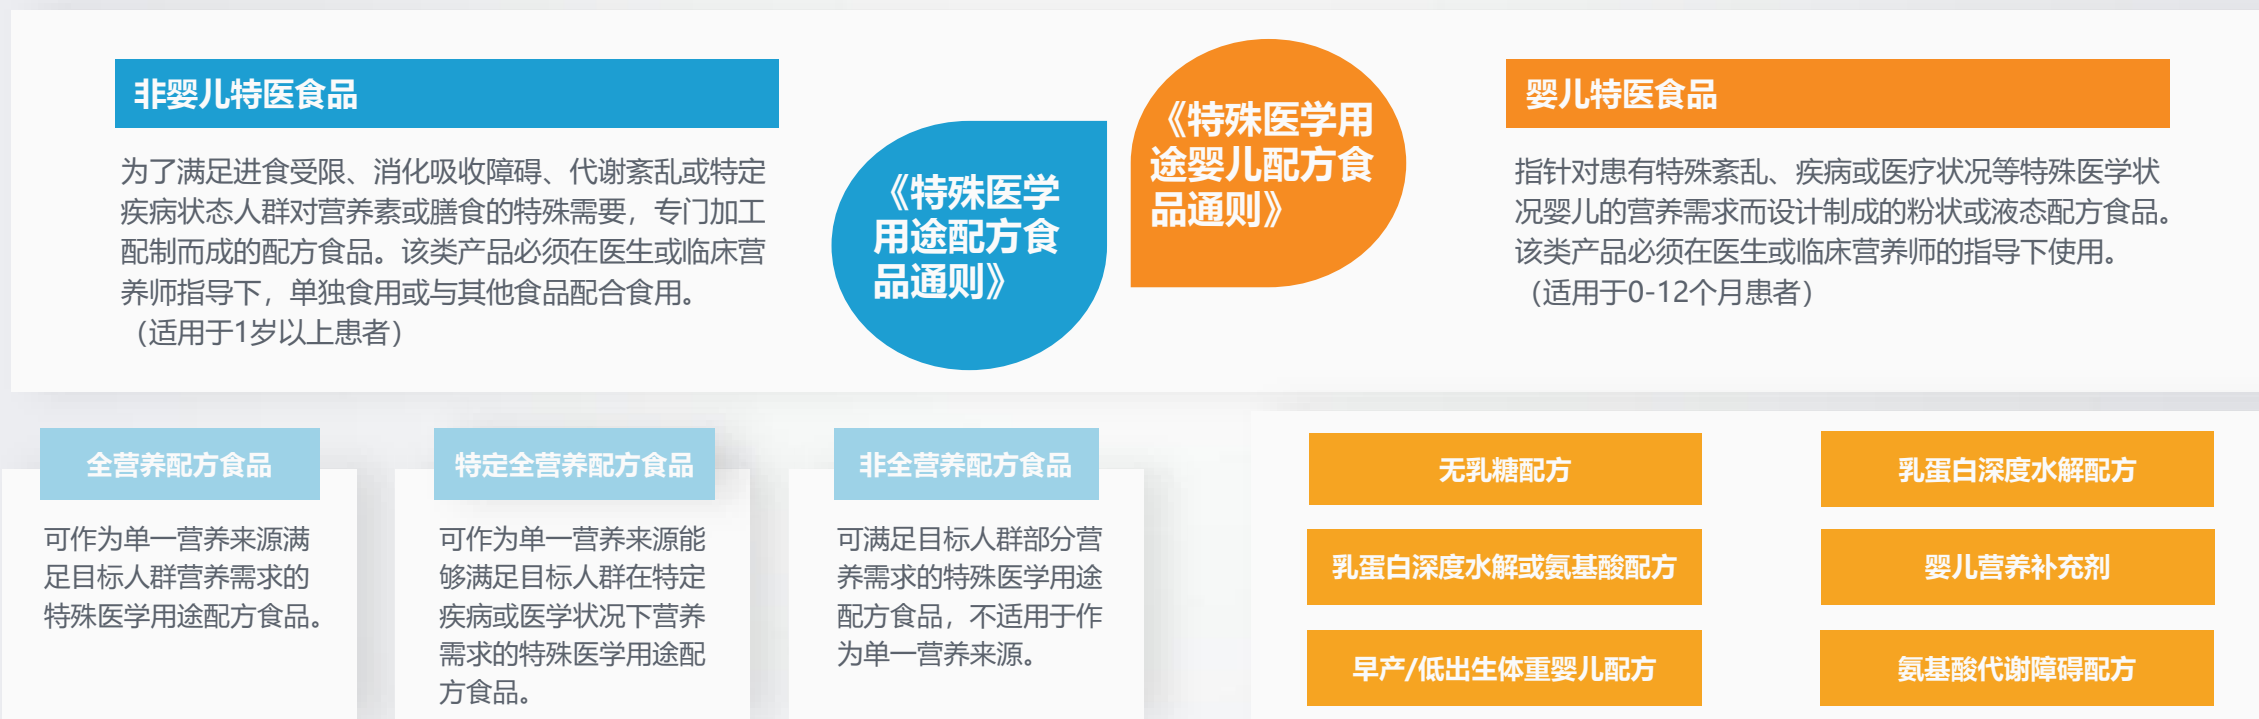 非婴儿特医食品
为了满足进食受限、消化吸收障碍、代谢紊乱或特定
疾病状态人群对营养素或膳食的特殊需要，专门加工
配制而成的配方食品。该类产品必须在医生或临床营
养师指导下，单独食用或与其他食品配合食用。
（适用于1岁以上患者）
《特殊医学
用途配方食
品通则》
《特殊医学用
途婴儿配方食
品通则》
婴儿特医食品
指针对患有特殊紊乱、疾病或医疗状况等特殊医学状
况婴儿的营养需求而设计制成的粉状或液态配方食品。
该类产品必须在医生或临床营养师的指导下使用。
（适用于0-12个月患者）
全营养配方食品
可作为单一营养来源满
足目标人群营养需求的
特殊医学用途配方食品。
特定全营养配方食品
可作为单一营养来源能
够满足目标人群在特定
疾病或医学状况下营养
需求的特殊医学用途配
方食品。
非全营养配方食品
可满足目标人群部分营
养需求的特殊医学用途
配方食品，不适用于作
为单一营养来源。
无乳糖配方
乳蛋白深度水解配方
乳蛋白深度水解或氨基酸配方
婴儿营养补充剂
早产/低出生体重婴儿配方
氨基酸代谢障碍配方